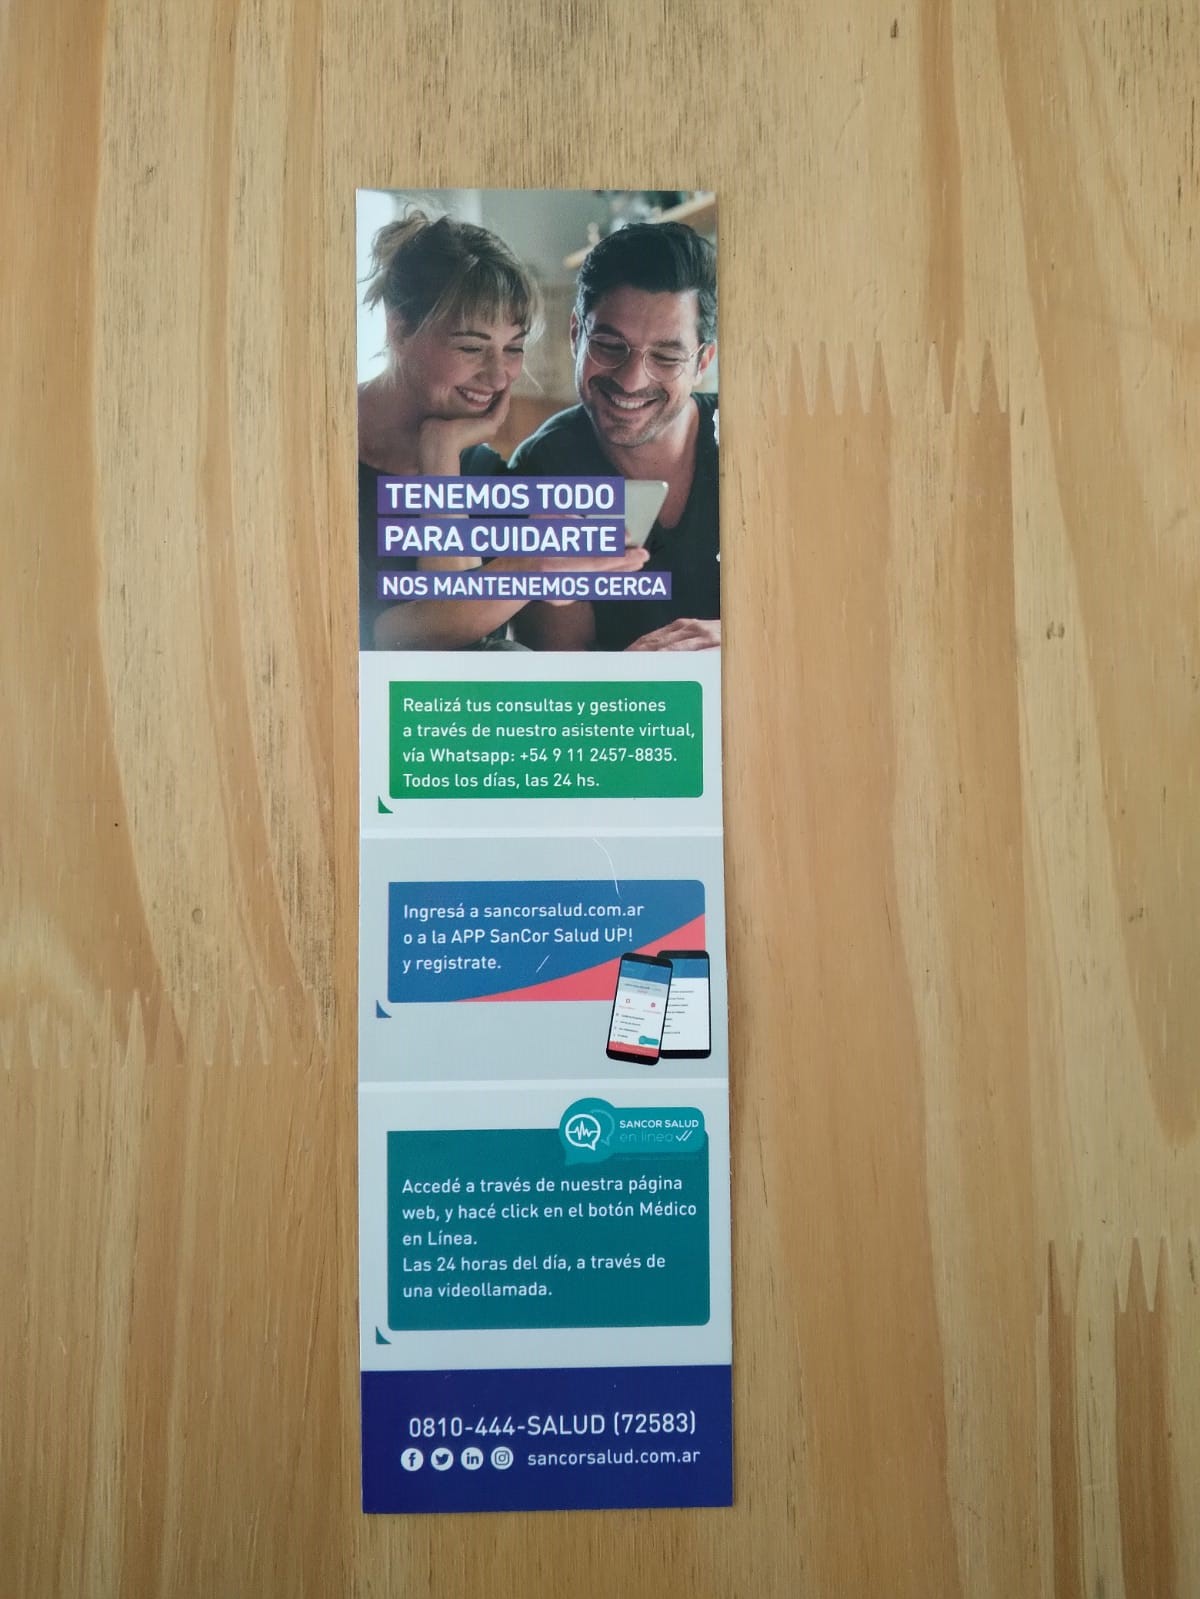 TENEMOS TODO
PARA CUIDARTE
NOS MANTENEMOS CERCA
Realizá tus consultas y gestiones
a través de nuestro asistente virtual,
vía Whatsapp: +54 9 11 2457-8835.
Todos los días, las 24 hs.
Ingresá a sancorsalud.com.ar
o a la APP SanCor Salud UP!
y registrate.
SANCOR SALUD
en línea
Accedé a través de nuestra página
web, y hacé click en el botón Médico
en Línea.
Las 24 horas del día, a través de
una videollamada.
0810-444-SALUD (72583)
sancorsalud.com.ar